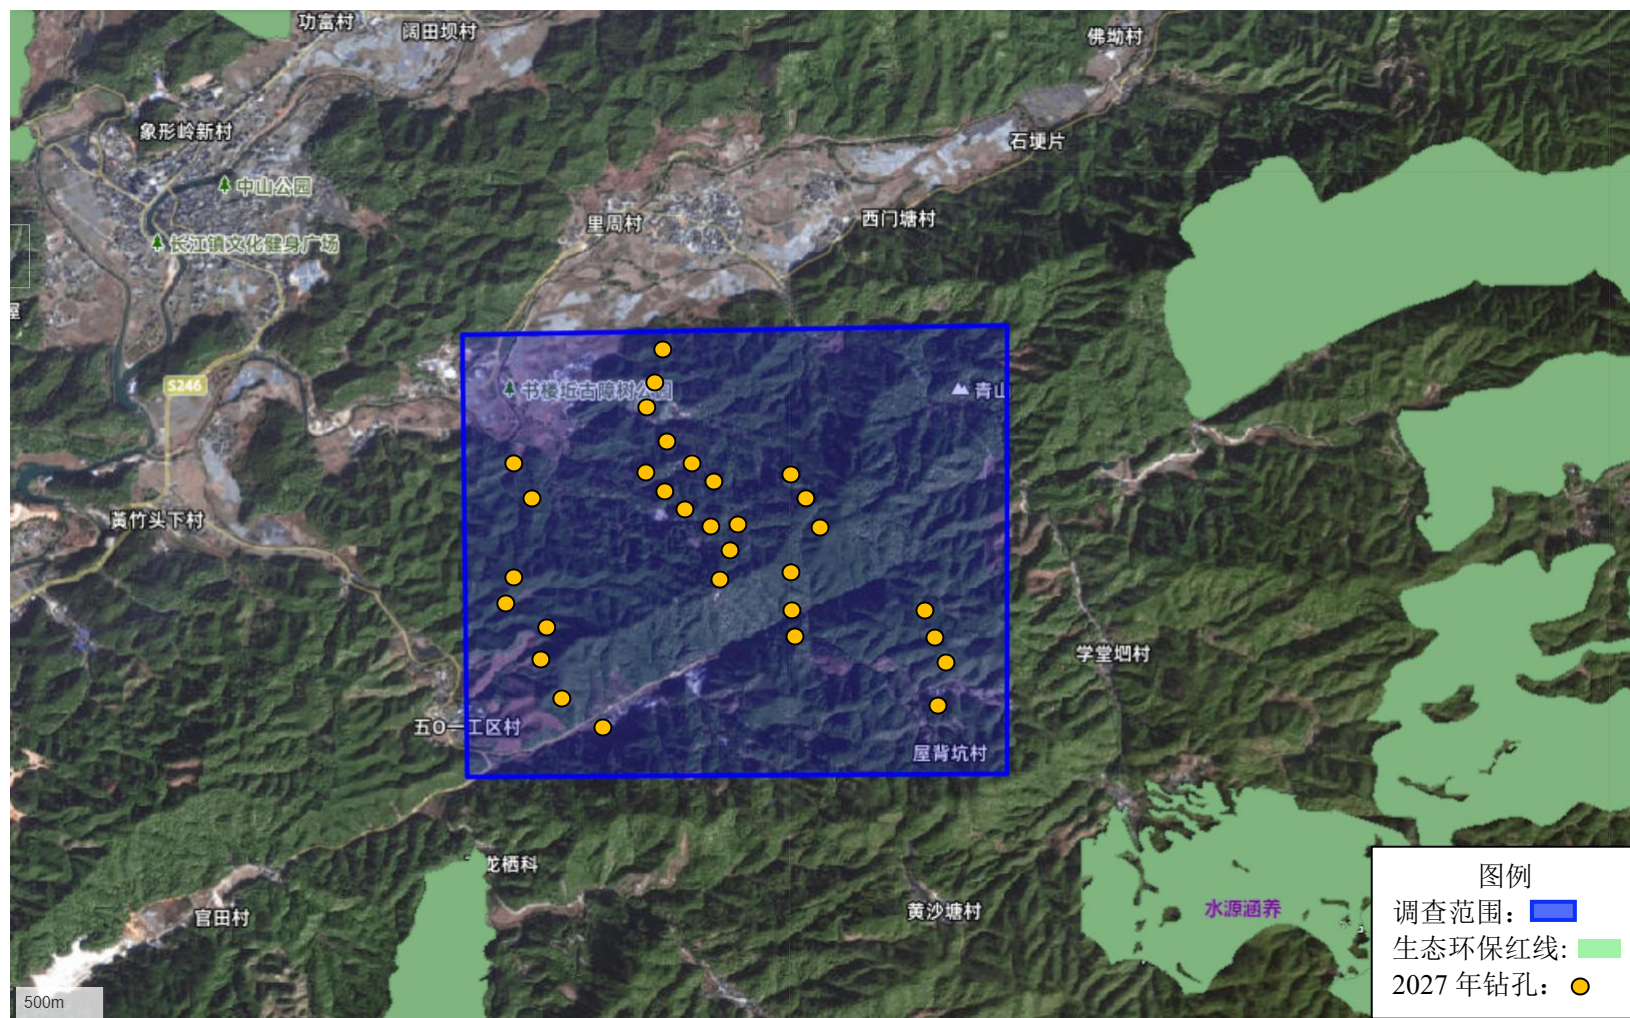 功富村
阔田坝村
佛坳村
象形岭新村
石埂片
中山公园
里周村
西门塘村
长江镇文化健身广场
屋
S246
书楼坵古障树公园
青山
黃竹头下村
学堂垇村
五O一工区村
屋背坑村
龙栖科
官田村
黄沙塘村
水源涵养
图例
调查范围：
生态环保红线:
2027 年钻孔：
500m